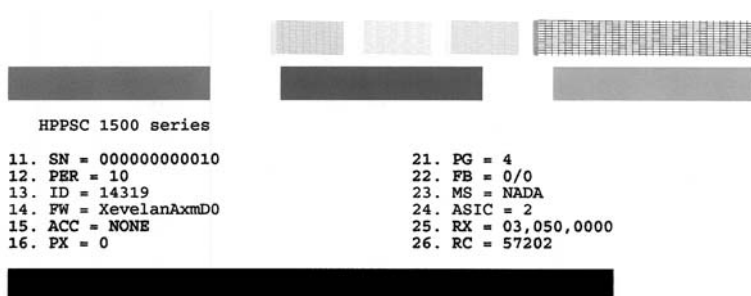 HPPSC 1500 series
11. SN = 000000000010
12. PER = 10
13. ID = 14319
14. FW = XevelanAxmD0
15. ACC = NONE
16. PX = 0
21. PG = 4
22. FB = 0/0
23. MS = NADA
24. ASIC = 2
25. RX = 03,050,0000
26. RC = 57202